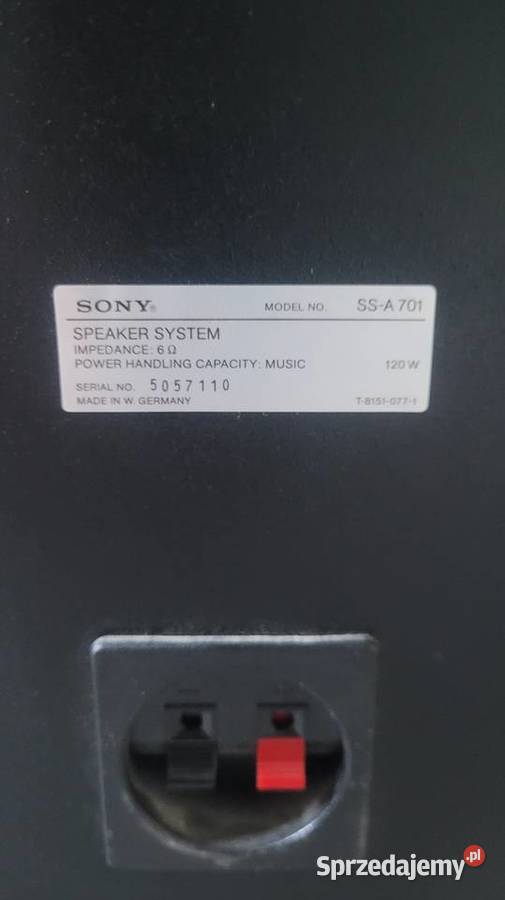 SONY® MODEL NO. SS-A 701
SPEAKER SYSTEM
IMPEDANCE: 6 Ω
POWER HANDLING CAPACITY: MUSIC 120 W
SERIAL NO. 5057110
MADE IN W. GERMANY T-8151-077-1
Sprzedajemy.pl